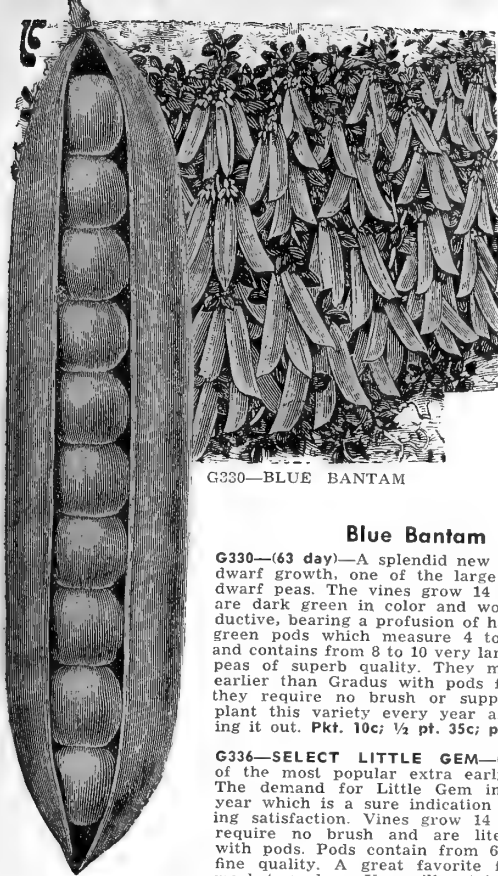 G330—BLUE BANTAM
Blue Bantam
G330—(63 day)—A splendid new
dwarf growth, one of the large
dwarf peas. The vines grow 14
are dark green in color and wo
ductive, bearing a profusion of h
green pods which measure 4 to
and contains from 8 to 10 very lar
peas of superb quality. They m
earlier than Gradus with pods f
they require no brush or supp
plant this variety every year a
ing it out. Pkt. 10c; ½ pt. 35c; p
G336—SELECT LITTLE GEM—
of the most popular extra earl
The demand for Little Gem in
year which is a sure indication
ing satisfaction. Vines grow 14
require no brush and are lite
with pods. Pods contain from 6
fine quality. A great favorite f